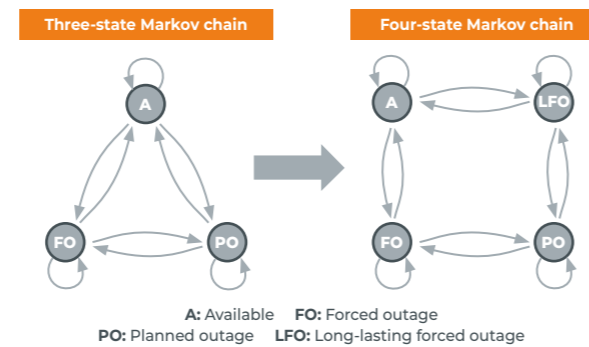 Three-state Markov chain
Four-state Markov chain
A
FO
PO
A
LFO
FO
PO
A: Available FO: Forced outage
PO: Planned outage LFO: Long-lasting forced outage